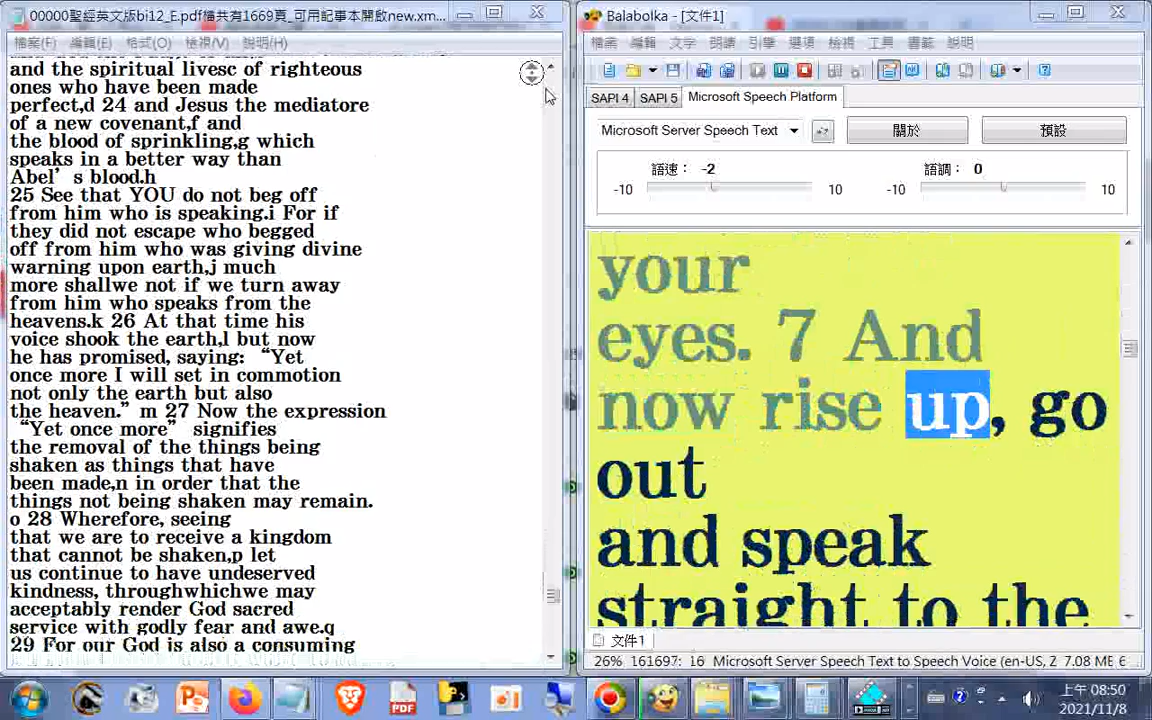 00000聖經英文版bi12_E.pdf檔共有1669頁_可用記事本開啟new.xm...
檔案(F) 編輯(E) 格式(O) 檢視(V) 說明(H)
and the spiritual livesc of righteous
ones who have been made
perfect,d 24 and Jesus the mediatore
of a new covenant,f and
the blood of sprinkling,g which
speaks in a better way than
Abel’s blood.h
25 See that YOU do not beg off
from him who is speaking.i For if
they did not escape who begged
off from him who was giving divine
warning upon earth,j much
more shallwe not if we turn away
from him who speaks from the
heavens.k 26 At that time his
voice shook the earth,l but now
he has promised, saying: “Yet
once more I will set in commotion
not only the earth but also
the heaven.” m 27 Now the expression
“Yet once more” signifies
the removal of the things being
shaken as things that have
been made,n in order that the
things not being shaken may remain.
o 28 Wherefore, seeing
that we are to receive a kingdom
that cannot be shaken,p let
us continue to have undeserved
kindness, throughwhichwe may
acceptably render God sacred
service with godly fear and awe.q
29 For our God is also a consuming
Balabolka - [文件1]
檔案 編輯 文字 朗讀 引擎 選項 檢視 工具 書籤 說明
SAPI 4 SAPI 5 Microsoft Speech Platform
Microsoft Server Speech Text 關於 預設
語速： -2 語調： 0
-10 10 -10 10
your
eyes. 7 And
now rise up, go
out
and speak
straight to the
文件1
26% 161697: 16 Microsoft Server Speech Text to Speech Voice (en-US, 2 7.08 MB 6
PDF
上午 08:50
2021/11/8